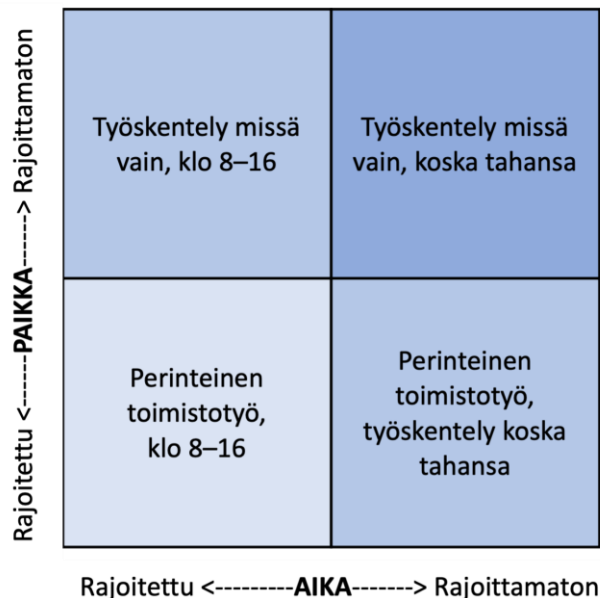 Työskentely missä
vain, klo 8–16
Työskentely missä
vain, koska tahansa
Perinteinen
toimistotyö,
klo 8–16
Perinteinen
toimistotyö,
työskentely koska
tahansa
Rajoitettu <------PAIKKA------> Rajoittamaton
Rajoitettu <---------AIKA-------> Rajoittamaton